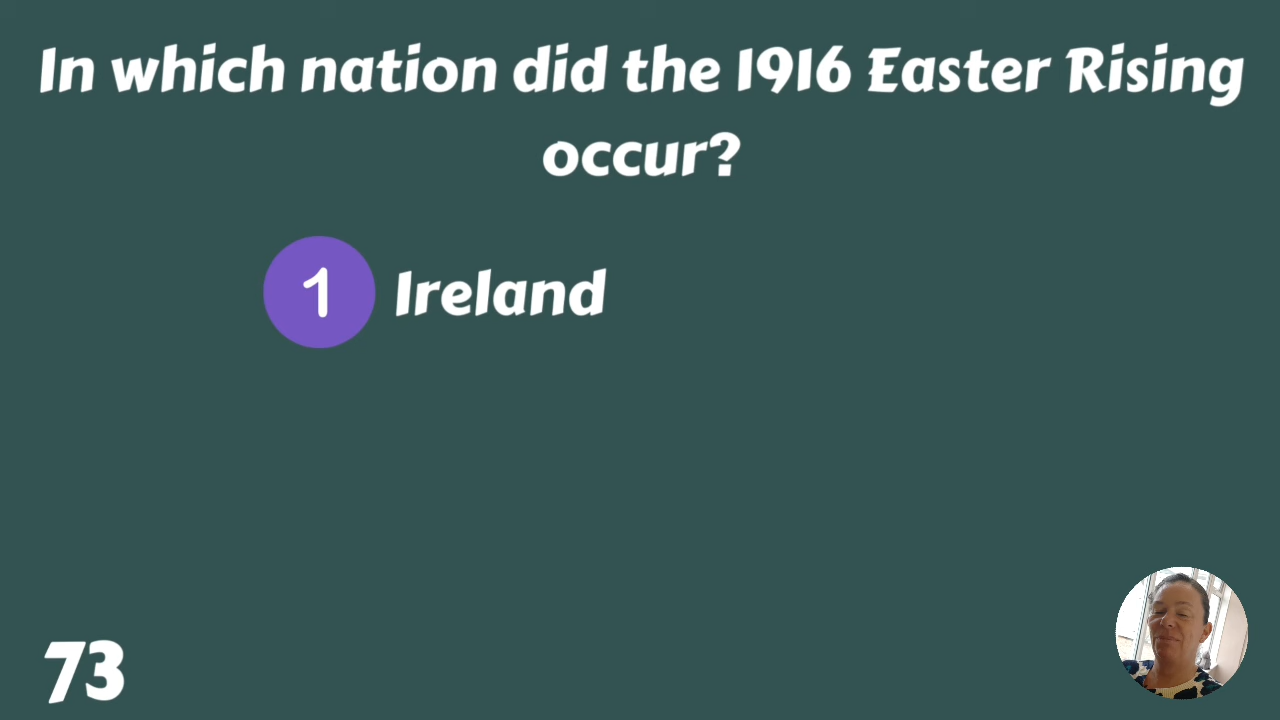 In which nation did the 1916 Easter Rising
occur?
1 Ireland
73